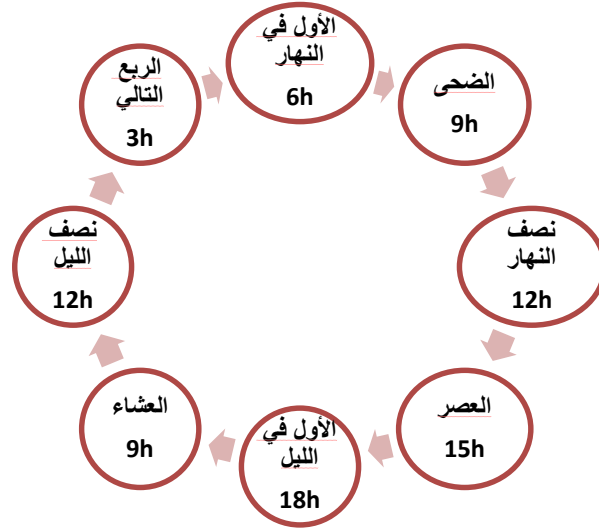 الأول في
النهار
6h
الضحى
9h
نصف
النهار
12h
العصر
15h
الأول في
الليل
18h
العشاء
9h
نصف
الليل
12h
الربع
التالي
3h